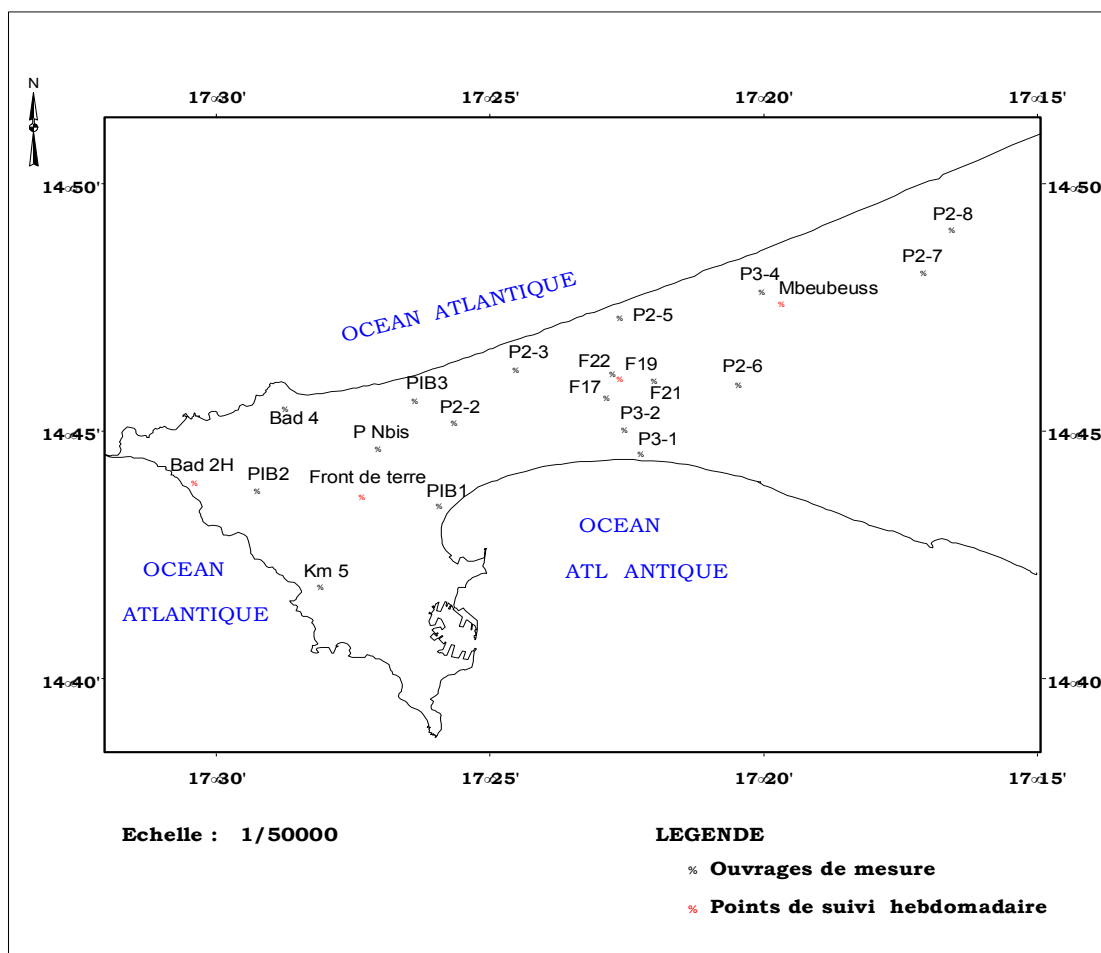 N
17∞30' 17∞25' 17∞20' 17∞15'
14∞50' 14∞50'
P2-8
P2-7
P3-4
Mbeubeuss
OCEAN ATLANTIQUE
P2-5
P2-3
F22 F19 P2-6
PIB3 F17 F21
Bad 4 P2-2 P3-2
14∞45' 14∞45'
P Nbis P3-1
Bad 2H PIB2 Front de terre PIB1
OCEAN
ATL ANTIQUE
Km 5
OCEAN
ATLANTIQUE
14∞40' 14∞40'
17∞30' 17∞25' 17∞20' 17∞15'
Echelle : 1/50000
LEGENDE
% Ouvrages de mesure
% Points de suivi hebdomadaire